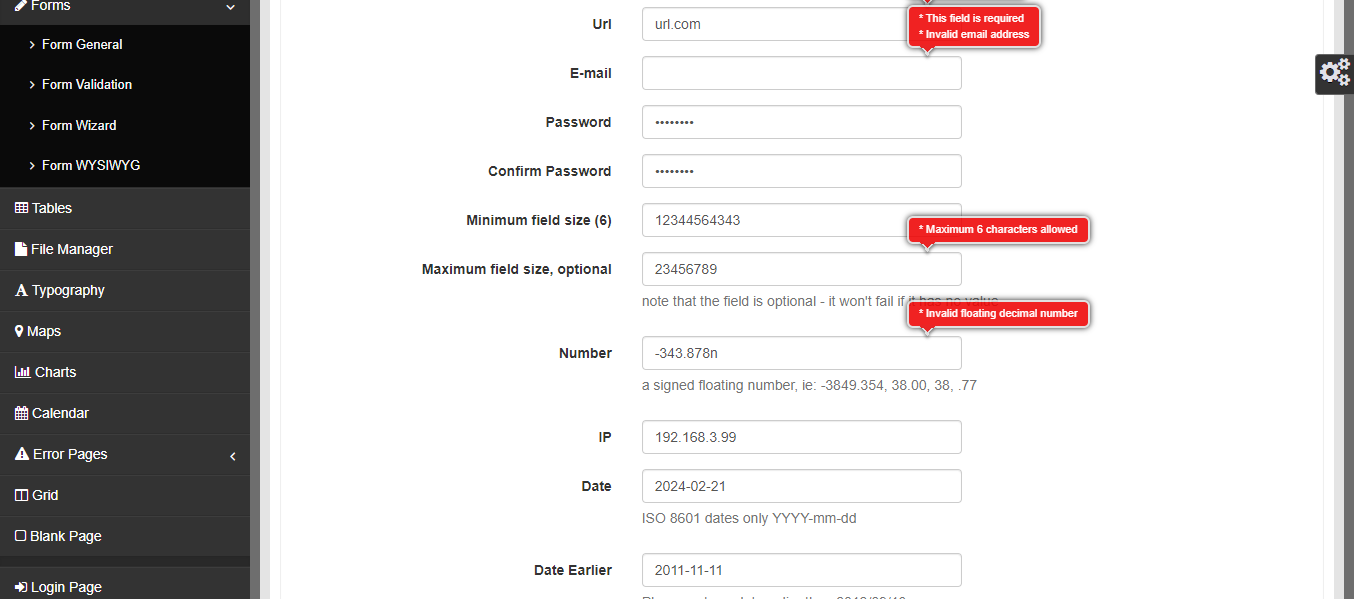 Forms
Form General
Form Validation
Form Wizard
Form WYSIWYG
Tables
File Manager
Typography
Maps
Charts
Calendar
Error Pages
Grid
Blank Page
Login Page
Url
url.com
* This field is required
* Invalid email address
E-mail
Password
••••••••
Confirm Password
••••••••
Minimum field size (6)
12344564343
* Maximum 6 characters allowed
Maximum field size, optional
23456789
note that the field is optional - it won't fail if it has no value
* Invalid floating decimal number
Number
-343.878n
a signed floating number, ie: -3849.354, 38.00, 38, .77
IP
192.168.3.99
Date
2024-02-21
ISO 8601 dates only YYYY-mm-dd
Date Earlier
2011-11-11